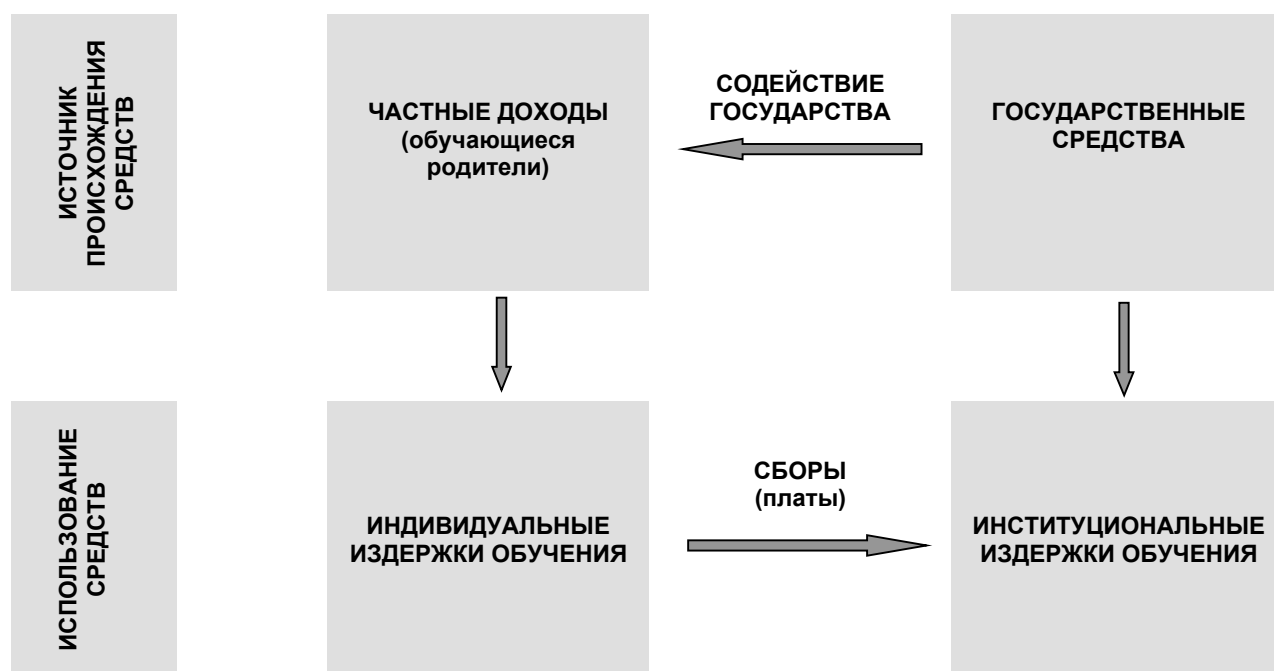 ИСТОЧНИК
ПРОИСХОЖДЕНИЯ
СРЕДСТВ
ЧАСТНЫЕ ДОХОДЫ
(обучающиеся
родители)
СОДЕЙСТВИЕ
ГОСУДАРСТВА
ГОСУДАРСТВЕННЫЕ
СРЕДСТВА
ИСПОЛЬЗОВАНИЕ
СРЕДСТВ
ИНДИВИДУАЛЬНЫЕ
ИЗДЕРЖКИ ОБУЧЕНИЯ
СБОРЫ
(платы)
ИНСТИТУЦИОНАЛЬНЫЕ
ИЗДЕРЖКИ ОБУЧЕНИЯ